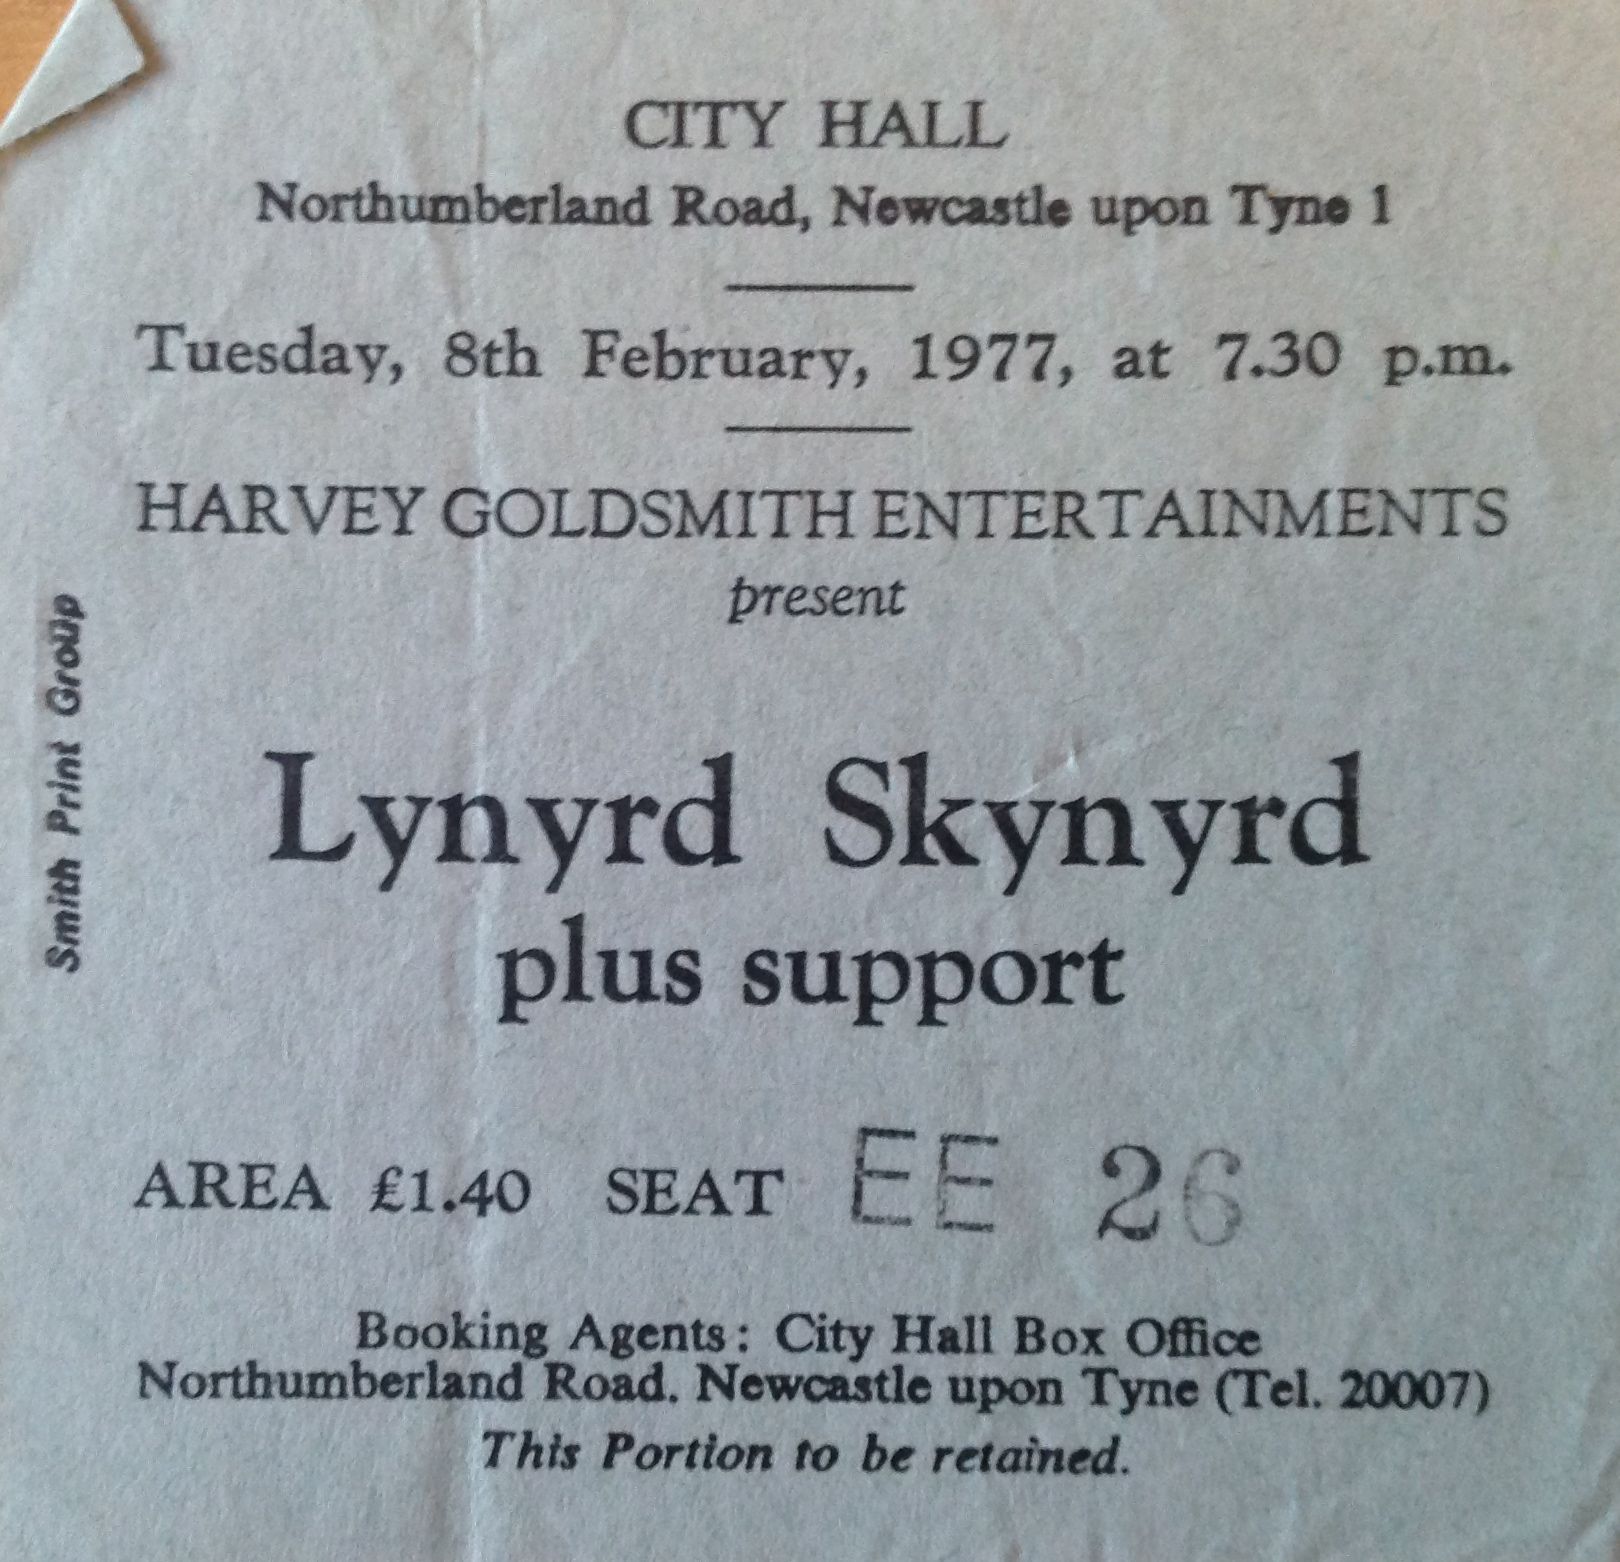 CITY HALL
Northumberland Road, Newcastle upon Tyne 1
Tuesday, 8th February, 1977, at 7.30 p.m.
HARVEY GOLDSMITH ENTERTAINMENTS
present
Lynyrd Skynyrd
plus support
AREA £1.40 SEAT EE 26
Booking Agents: City Hall Box Office
Northumberland Road. Newcastle upon Tyne (Tel. 20007)
This Portion to be retained.
Smith Print Group